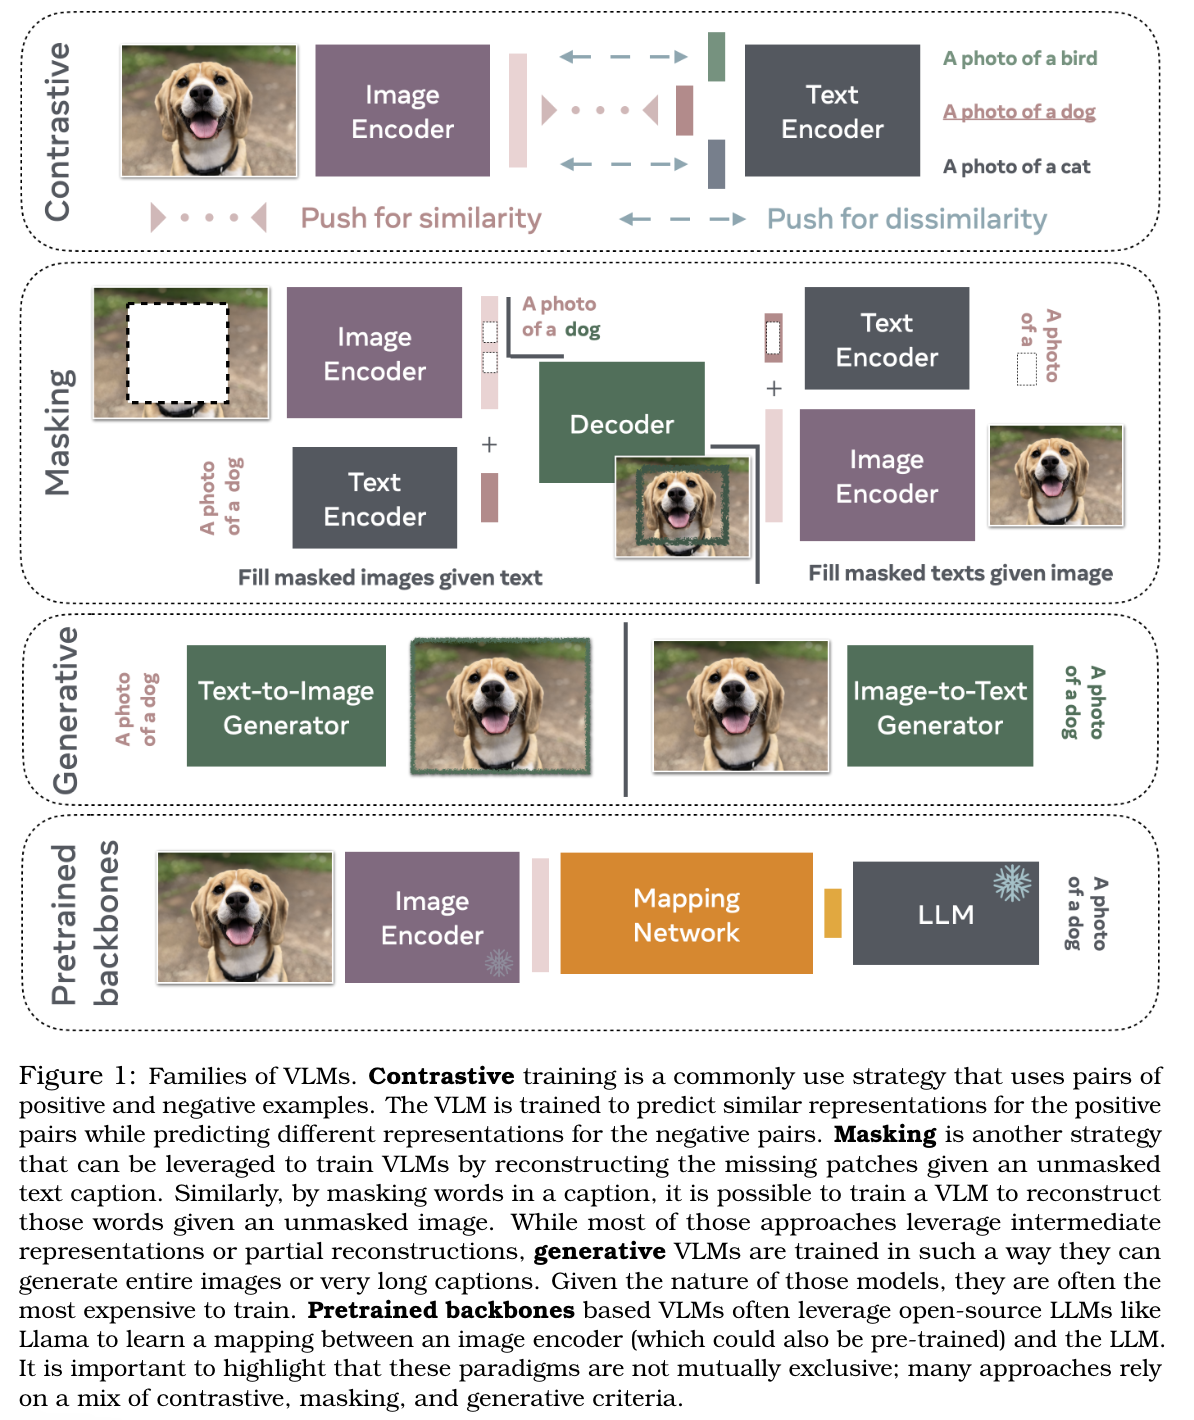 Contrastive
Image
Encoder
Text
Encoder
A photo of a bird
A photo of a dog
A photo of a cat
Push for similarity
Push for dissimilarity
Masking
Image
Encoder
A photo
of a dog
Text
Encoder
A photo
of a dog
+
Decoder
Fill masked images given text
Text
Encoder
A photo
of a
+
Image
Encoder
Fill masked texts given image
Generative
A photo
of a dog
Text-to-Image
Generator
Image-to-Text
Generator
A photo
of a dog
Pretrained
backbones
Image
Encoder
Mapping
Network
LLM
A photo
of a dog
Figure 1: Families of VLMs. Contrastive training is a commonly use strategy that uses pairs of
positive and negative examples. The VLM is trained to predict similar representations for the positive
pairs while predicting different representations for the negative pairs. Masking is another strategy
that can be leveraged to train VLMs by reconstructing the missing patches given an unmasked
text caption. Similarly, by masking words in a caption, it is possible to train a VLM to reconstruct
those words given an unmasked image. While most of those approaches leverage intermediate
representations or partial reconstructions, generative VLMs are trained in such a way they can
generate entire images or very long captions. Given the nature of those models, they are often the
most expensive to train. Pretrained backbones based VLMs often leverage open-source LLMs like
Llama to learn a mapping between an image encoder (which could also be pre-trained) and the LLM.
It is important to highlight that these paradigms are not mutually exclusive; many approaches rely
on a mix of contrastive, masking, and generative criteria.